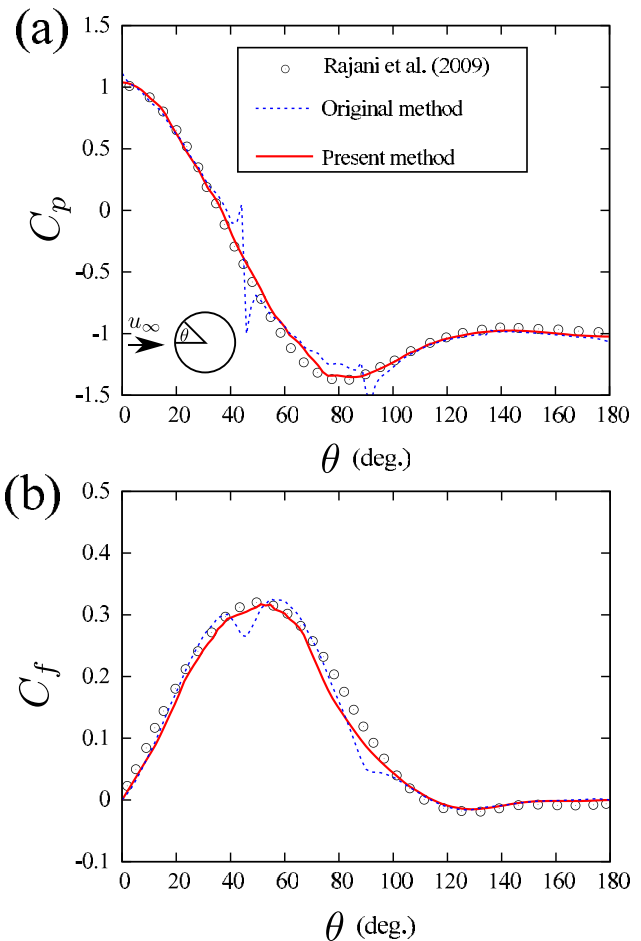 (a)
1.5
1
0.5
0
-0.5
-1
-1.5
C_p
Rajani et al. (2009)
Original method
Present method
u_∞
θ
0 20 40 60 80 100 120 140 160 180
θ (deg.)
(b)
0.5
0.4
0.3
0.2
0.1
0
-0.1
C_f
0 20 40 60 80 100 120 140 160 180
θ (deg.)